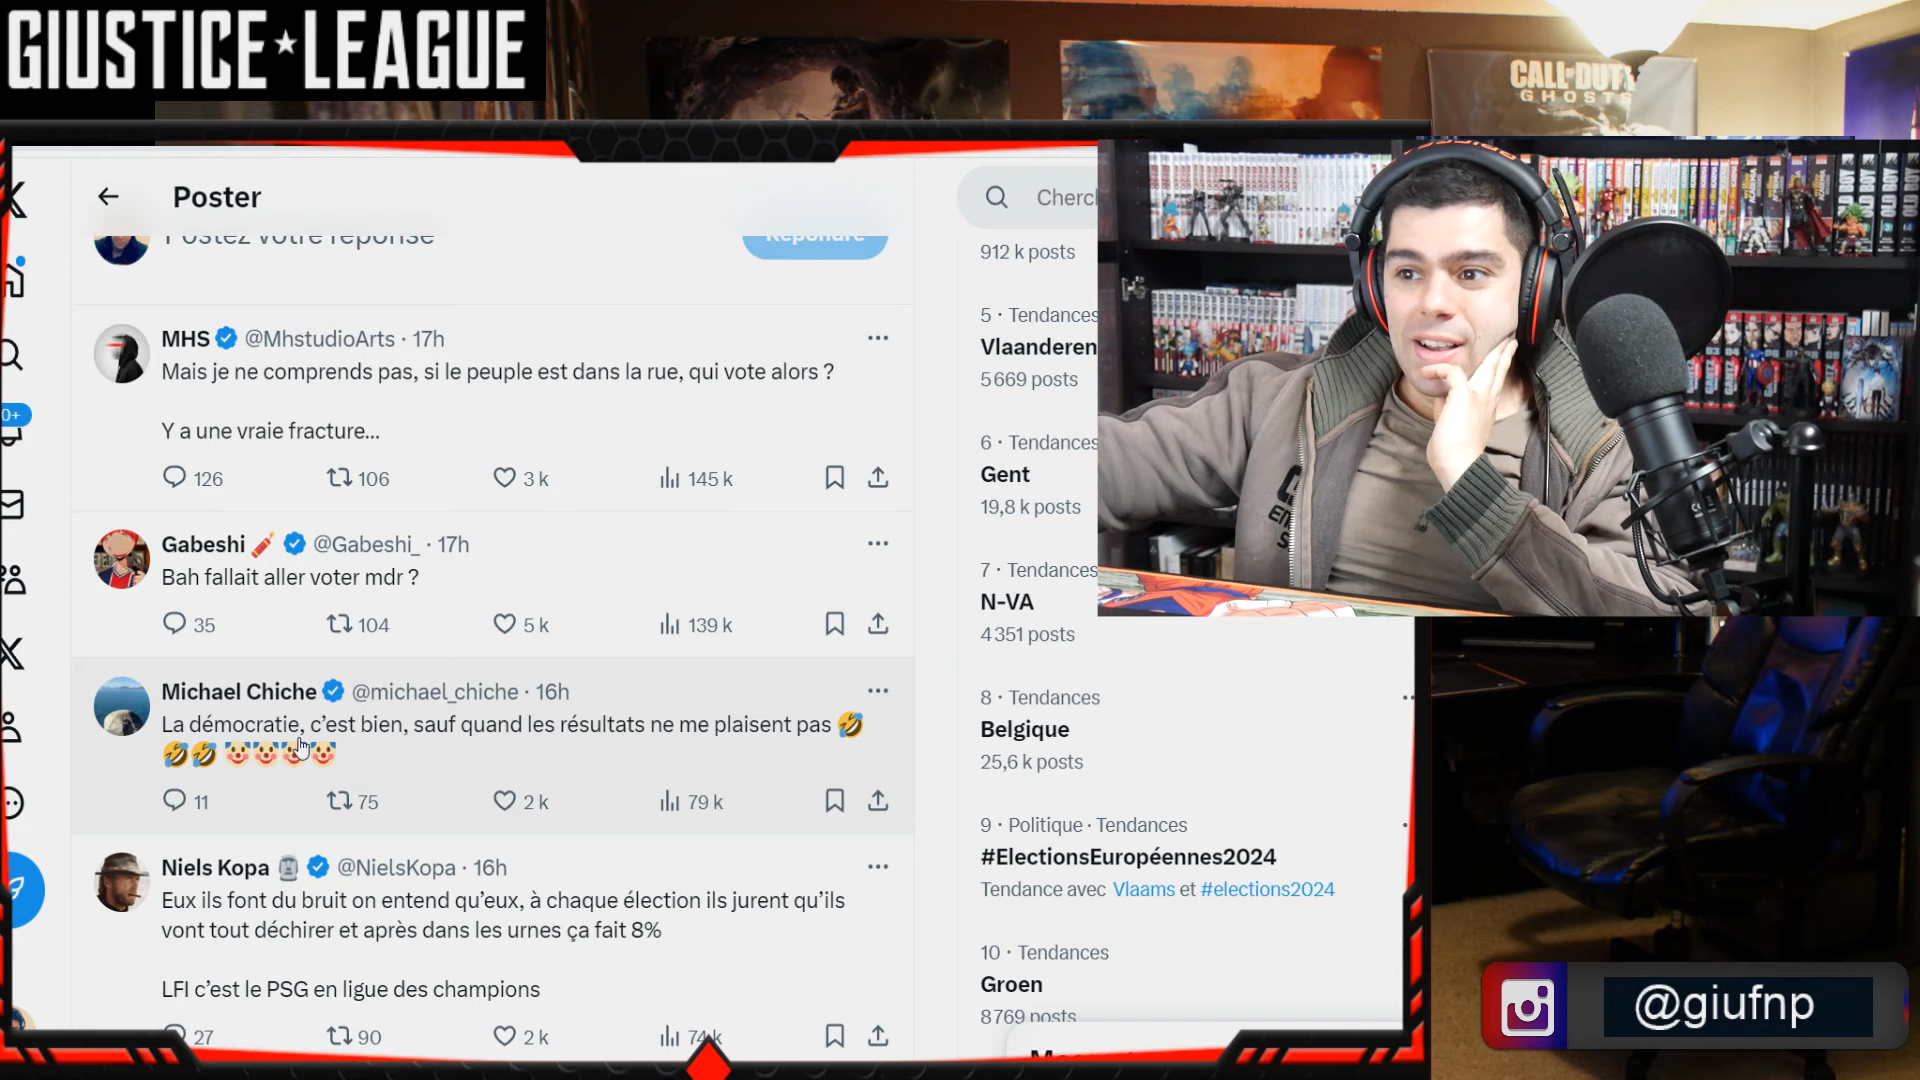 GIUSTICE★LEAGUE
CALL OF DUTY
GHOSTS
Poster
Cherc
Postez votre réponse
Répondre
912 k posts
MHS @MhstudioArts · 17h
Mais je ne comprends pas, si le peuple est dans la rue, qui vote alors ?
Y a une vraie fracture...
126 106 3 k 145 k
5 · Tendances
Vlaanderen
5 669 posts
6 · Tendances
Gent
19,8 k posts
Gabeshi 🧨 @Gabeshi_ · 17h
Bah fallait aller voter mdr ?
35 104 5 k 139 k
7 · Tendances
N-VA
4 351 posts
Michael Chiche @michael_chiche · 16h
La démocratie, c’est bien, sauf quand les résultats ne me plaisent pas 🤣
🤣🤣 🤡🤡🤡🤡
11 75 2 k 79 k
8 · Tendances
Belgique
25,6 k posts
Niels Kopa 🗿 @NielsKopa · 16h
Eux ils font du bruit on entend qu’eux, à chaque élection ils jurent qu’ils
vont tout déchirer et après dans les urnes ça fait 8%
LFI c’est le PSG en ligue des champions
27 90 2 k 74 k
9 · Politique · Tendances
#ElectionsEuropéennes2024
Tendance avec Vlaams et #elections2024
10 · Tendances
Groen
8 769 posts
@giufnp